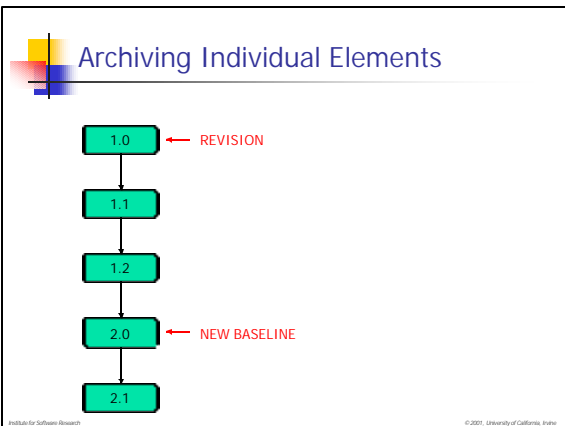 Archiving Individual Elements
1.0
REVISION
1.1
1.2
2.0
NEW BASELINE
2.1
Institute for Software Research
© 2001, University of California, Irvine